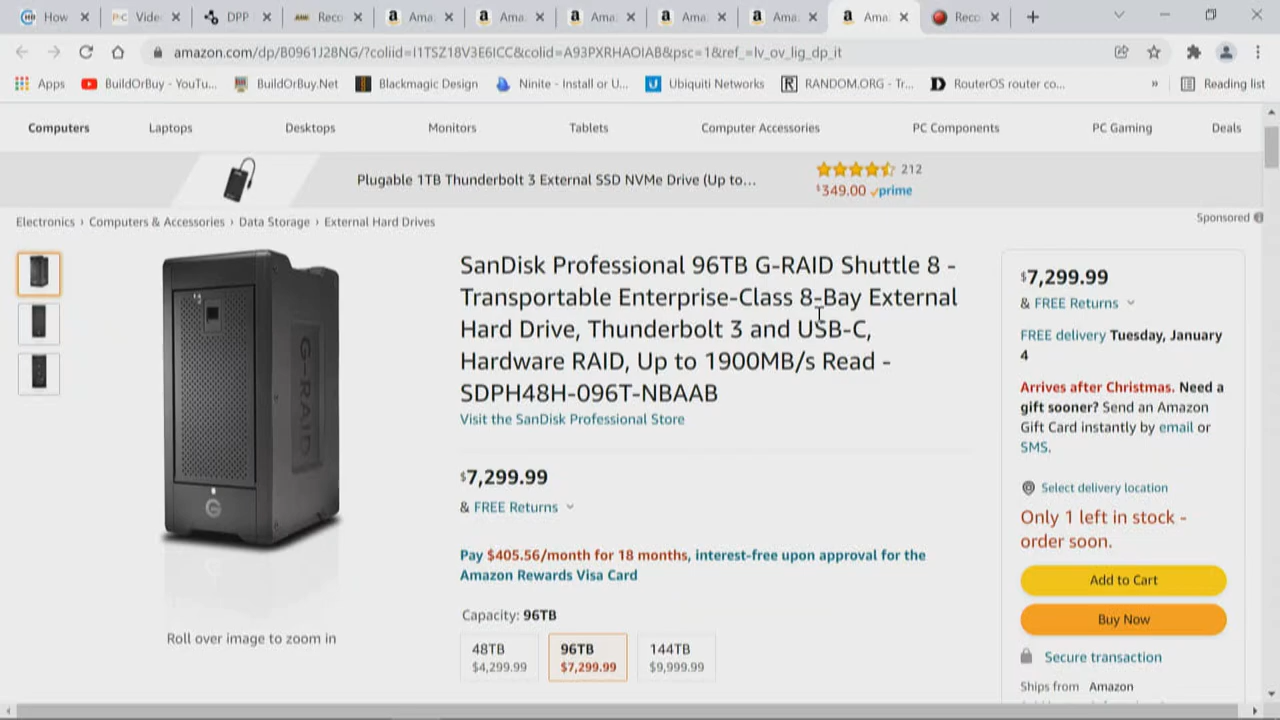 How
Vide
DPP
Reco
Ama
Ama
Ama
Ama
Ama
Ama
Reco
amazon.com/dp/B0961J28NG/?coliid=I1TSZ18V3E6ICC&colid=A93PXRHAOIAB&psc=1&ref_=lv_ov_lig_dp_it
Apps
BuildOrBuy - YouTu...
BuildOrBuy.Net
Blackmagic Design
Ninite - Install or U...
Ubiquiti Networks
RANDOM.ORG - Tr...
RouterOS router co...
»
Reading list
Computers
Laptops
Desktops
Monitors
Tablets
Computer Accessories
PC Components
PC Gaming
Deals
Plugable 1TB Thunderbolt 3 External SSD NVMe Drive (Up to...
212
$349.00 prime
Sponsored
Electronics › Computers & Accessories › Data Storage › External Hard Drives
G-RAID
G
Roll over image to zoom in
SanDisk Professional 96TB G-RAID Shuttle 8 -
Transportable Enterprise-Class 8-Bay External
Hard Drive, Thunderbolt 3 and USB-C,
Hardware RAID, Up to 1900MB/s Read -
SDPH48H-096T-NBAAB
Visit the SanDisk Professional Store
$7,299.99
& FREE Returns
Pay $405.56/month for 18 months, interest-free upon approval for the
Amazon Rewards Visa Card
Capacity: 96TB
48TB
$4,299.99
96TB
$7,299.99
144TB
$9,999.99
$7,299.99
& FREE Returns
FREE delivery Tuesday, January
4
Arrives after Christmas. Need a
gift sooner? Send an Amazon
Gift Card instantly by email or
SMS.
Select delivery location
Only 1 left in stock -
order soon.
Add to Cart
Buy Now
Secure transaction
Ships from Amazon